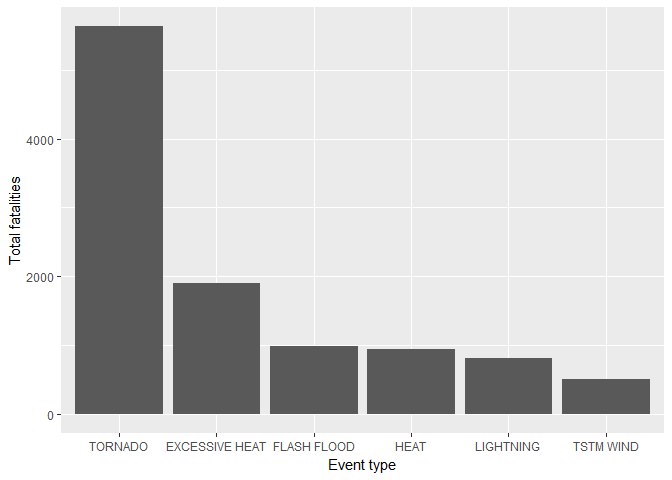 Total fatalities
4000
2000
0
TORNADO EXCESSIVE HEAT FLASH FLOOD HEAT LIGHTNING TSTM WIND
Event type